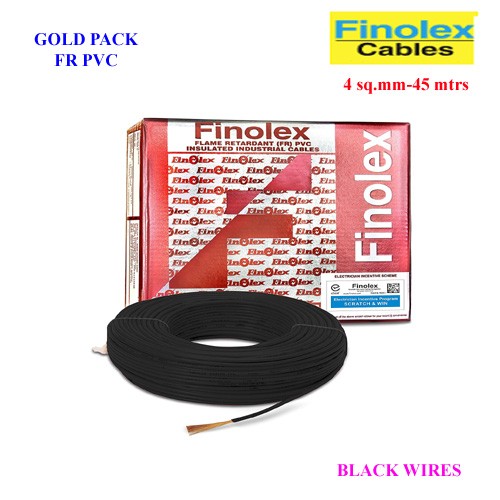 GOLD PACK
FR PVC
Finolex
Cables
4 sq.mm-45 mtrs
Finolex
FLAME RETARDANT (FR) PVC
INSULATED INDUSTRIAL CABLES
Finolex
ELECTRICIAN INCENTIVE SCHEME
Finolex
Electrician Incentive Program
SCRATCH & WIN
BLACK WIRES